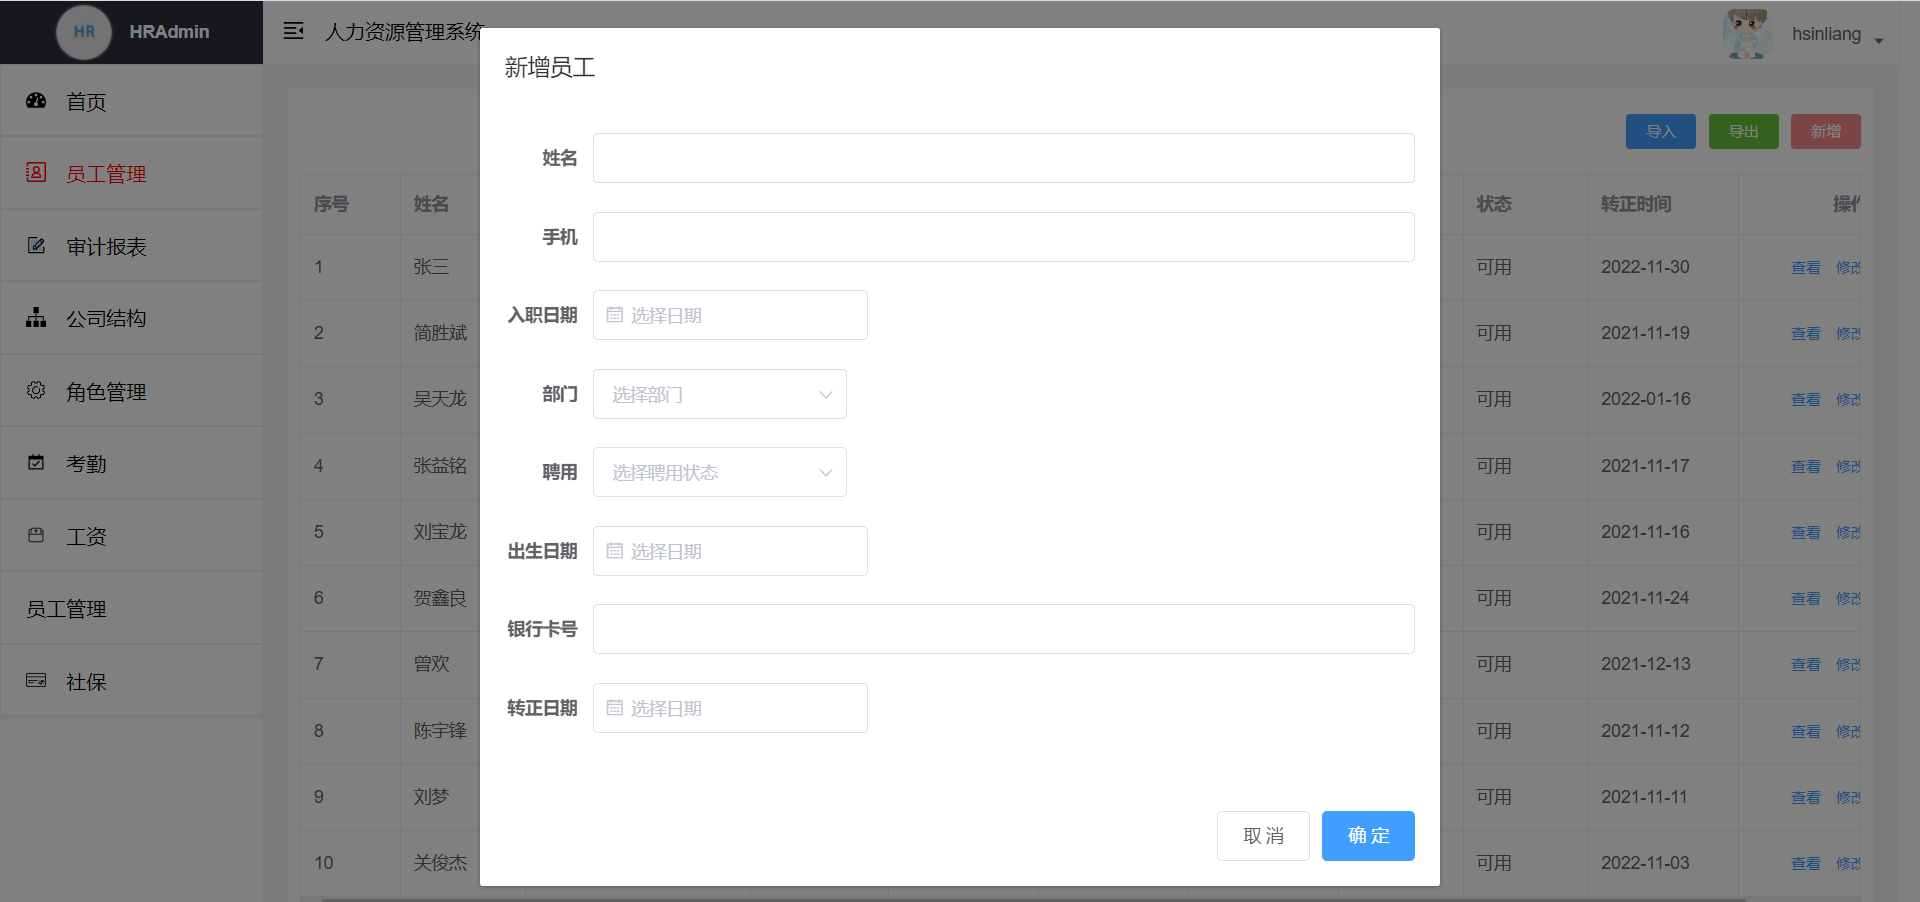 HR HRAdmin
人力资源管理系统
hsinliang
首页
员工管理
审计报表
公司结构
角色管理
考勤
工资
员工管理
社保
导入 导出 新增
序号 姓名 状态 转正时间 操作
1 张三 可用 2022-11-30 查看 修改
2 简胜斌 可用 2021-11-19 查看 修改
3 吴天龙 可用 2022-01-16 查看 修改
4 张益铭 可用 2021-11-17 查看 修改
5 刘宝龙 可用 2021-11-16 查看 修改
6 贺鑫良 可用 2021-11-24 查看 修改
7 曾欢 可用 2021-12-13 查看 修改
8 陈宇锋 可用 2021-11-12 查看 修改
9 刘梦 可用 2021-11-11 查看 修改
10 关俊杰 可用 2022-11-03 查看 修改
新增员工
姓名
手机
入职日期 选择日期
部门 选择部门
聘用 选择聘用状态
出生日期 选择日期
银行卡号
转正日期 选择日期
取 消 确 定